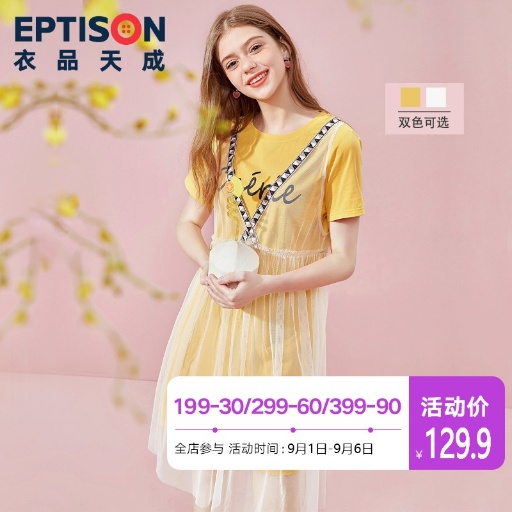 EPTISON
衣品天成
双色可选
érie
199-30/299-60/399-90
全店参与 活动时间:9月1日-9月6日
活动价
¥129.9